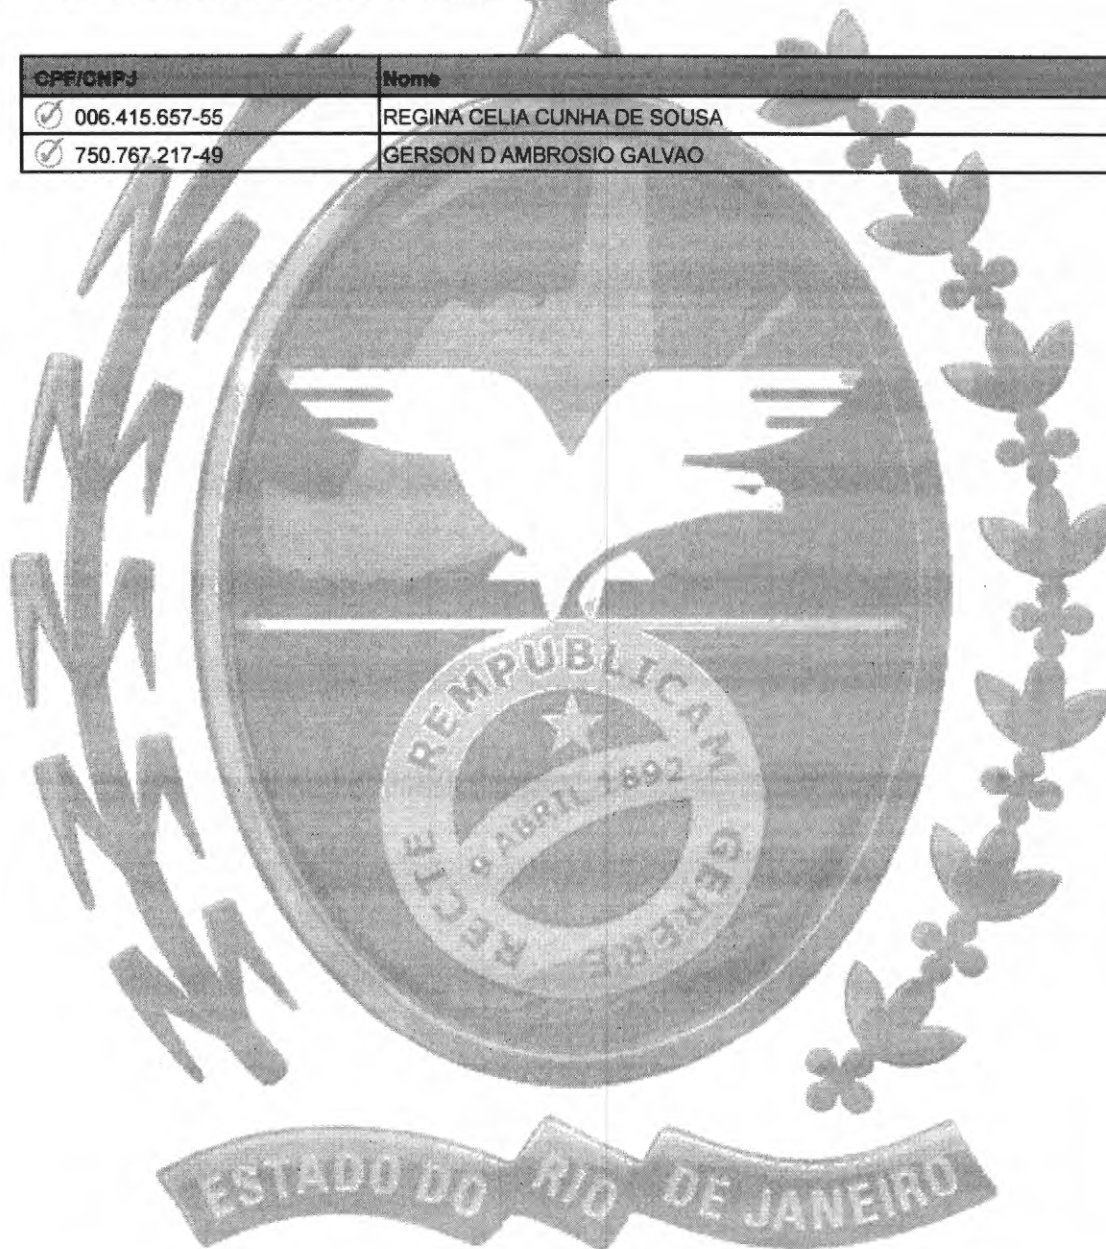 CPF/CNPJ Nome
006.415.657-55 REGINA CELIA CUNHA DE SOUSA
750.767.217-49 GERSON D AMBROSIO GALVAO
RECTE REMPUBLICAM GERERE
9 ABRIL 1892
ESTADO DO RIO DE JANEIRO